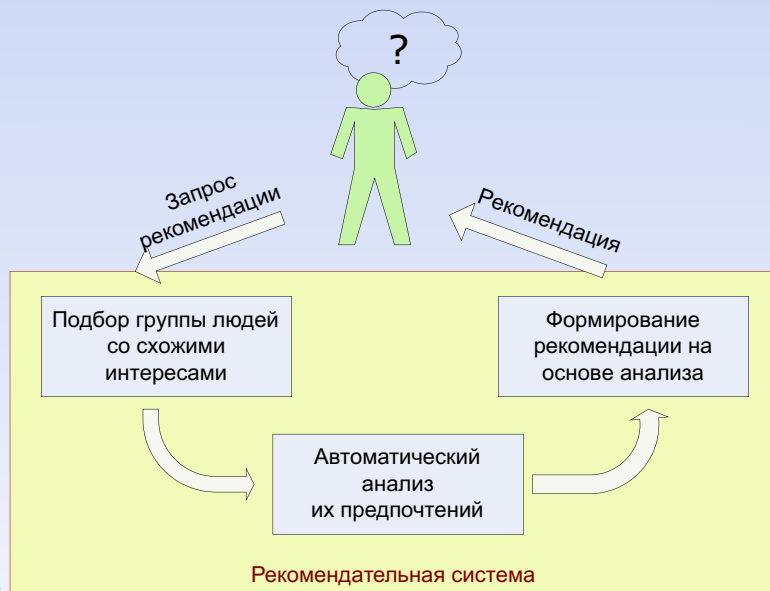 ?
Запрос
рекомендации
Рекомендация
Подбор группы людей
со схожими
интересами
Формирование
рекомендации на
основе анализа
Автоматический
анализ
их предпочтений
Рекомендательная система